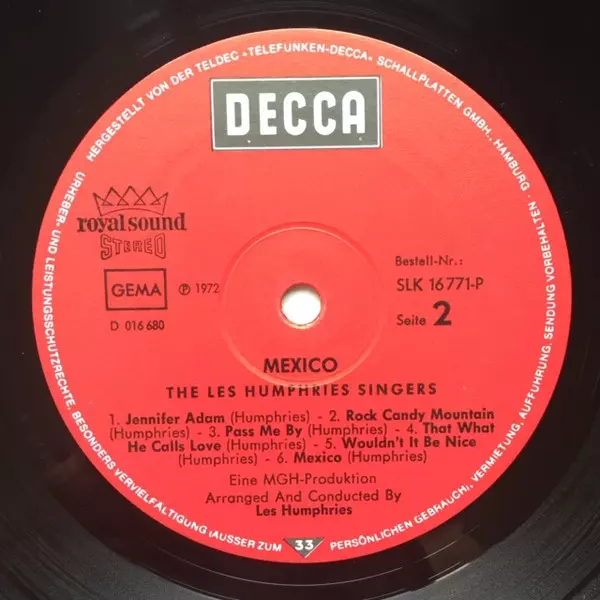 HERGESTELLT VON DER TELDEC »TELEFUNKEN-DECCA« SCHALLPLATTEN GMBH, HAMBURG · URHEBER- UND LEISTUNGSSCHUTZRECHTE, BESONDERS VERVIELFÄLTIGUNG (AUSSER ZUM PERSÖNLICHEN GEBRAUCH), VERMIETUNG, AUFFÜHRUNG, SENDUNG VORBEHALTEN.
DECCA
royal sound
STEREO
GEMA
℗ 1972
D 016 680
Bestell-Nr.:
SLK 16 771-P
Seite 2
MEXICO
THE LES HUMPHRIES SINGERS
1. Jennifer Adam (Humphries) - 2. Rock Candy Mountain
(Humphries) - 3. Pass Me By (Humphries) - 4. That What
He Calls Love (Humphries) - 5. Wouldn't It Be Nice
(Humphries) - 6. Mexico (Humphries)
Eine MGH-Produktion
Arranged And Conducted By
Les Humphries
33